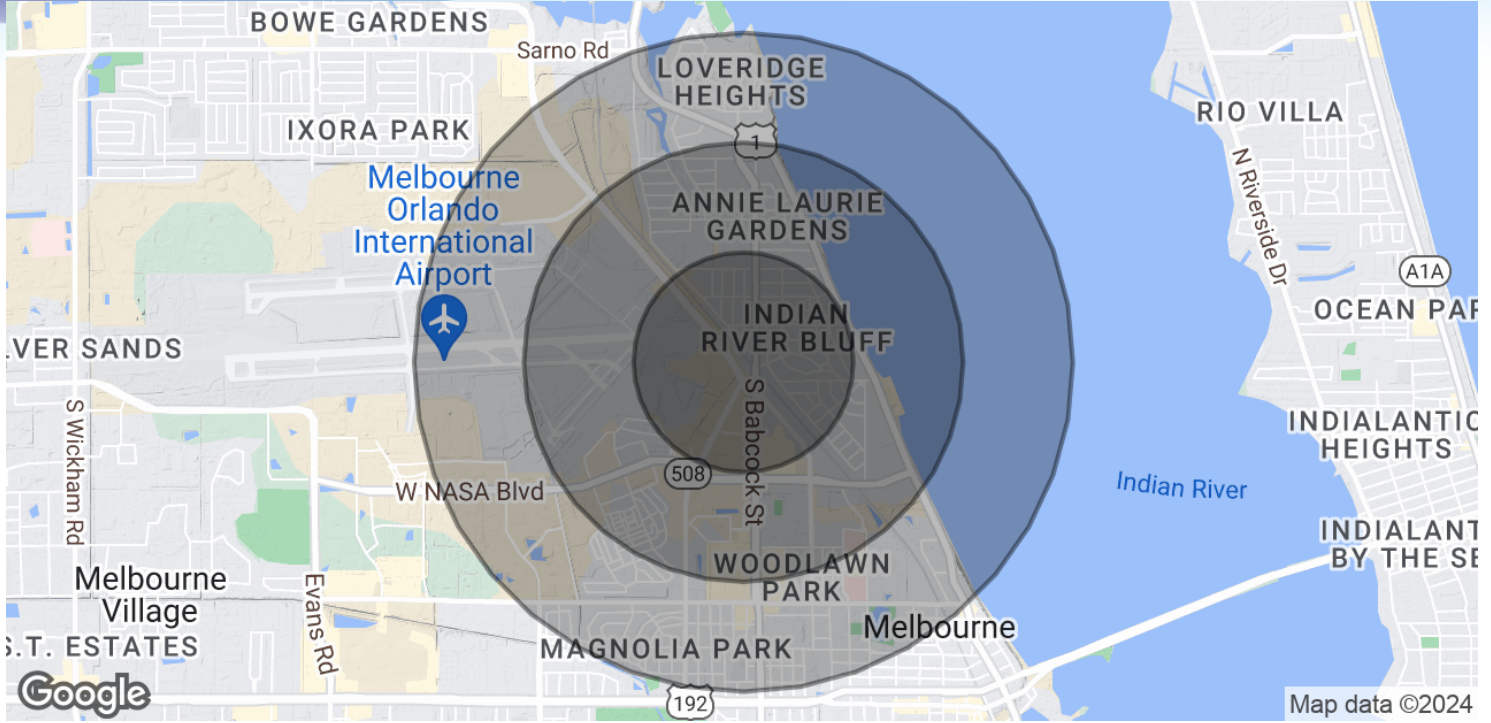 BOWE GARDENS
Sarno Rd
LOVERIDGE
HEIGHTS
RIO VILLA
IXORA PARK
1
N Riverside Dr
Melbourne
Orlando
International
Airport
ANNIE LAURIE
GARDENS
A1A
INDIAN
RIVER BLUFF
OCEAN PAR
LVER SANDS
S Wickham Rd
S Babcock St
INDIALANTIC
HEIGHTS
508
W NASA Blvd
Indian River
INDIALANT
BY THE SE
WOODLAWN
PARK
Melbourne
Village
Evans Rd
Melbourne
S.T. ESTATES
MAGNOLIA PARK
Google
192
Map data ©2024